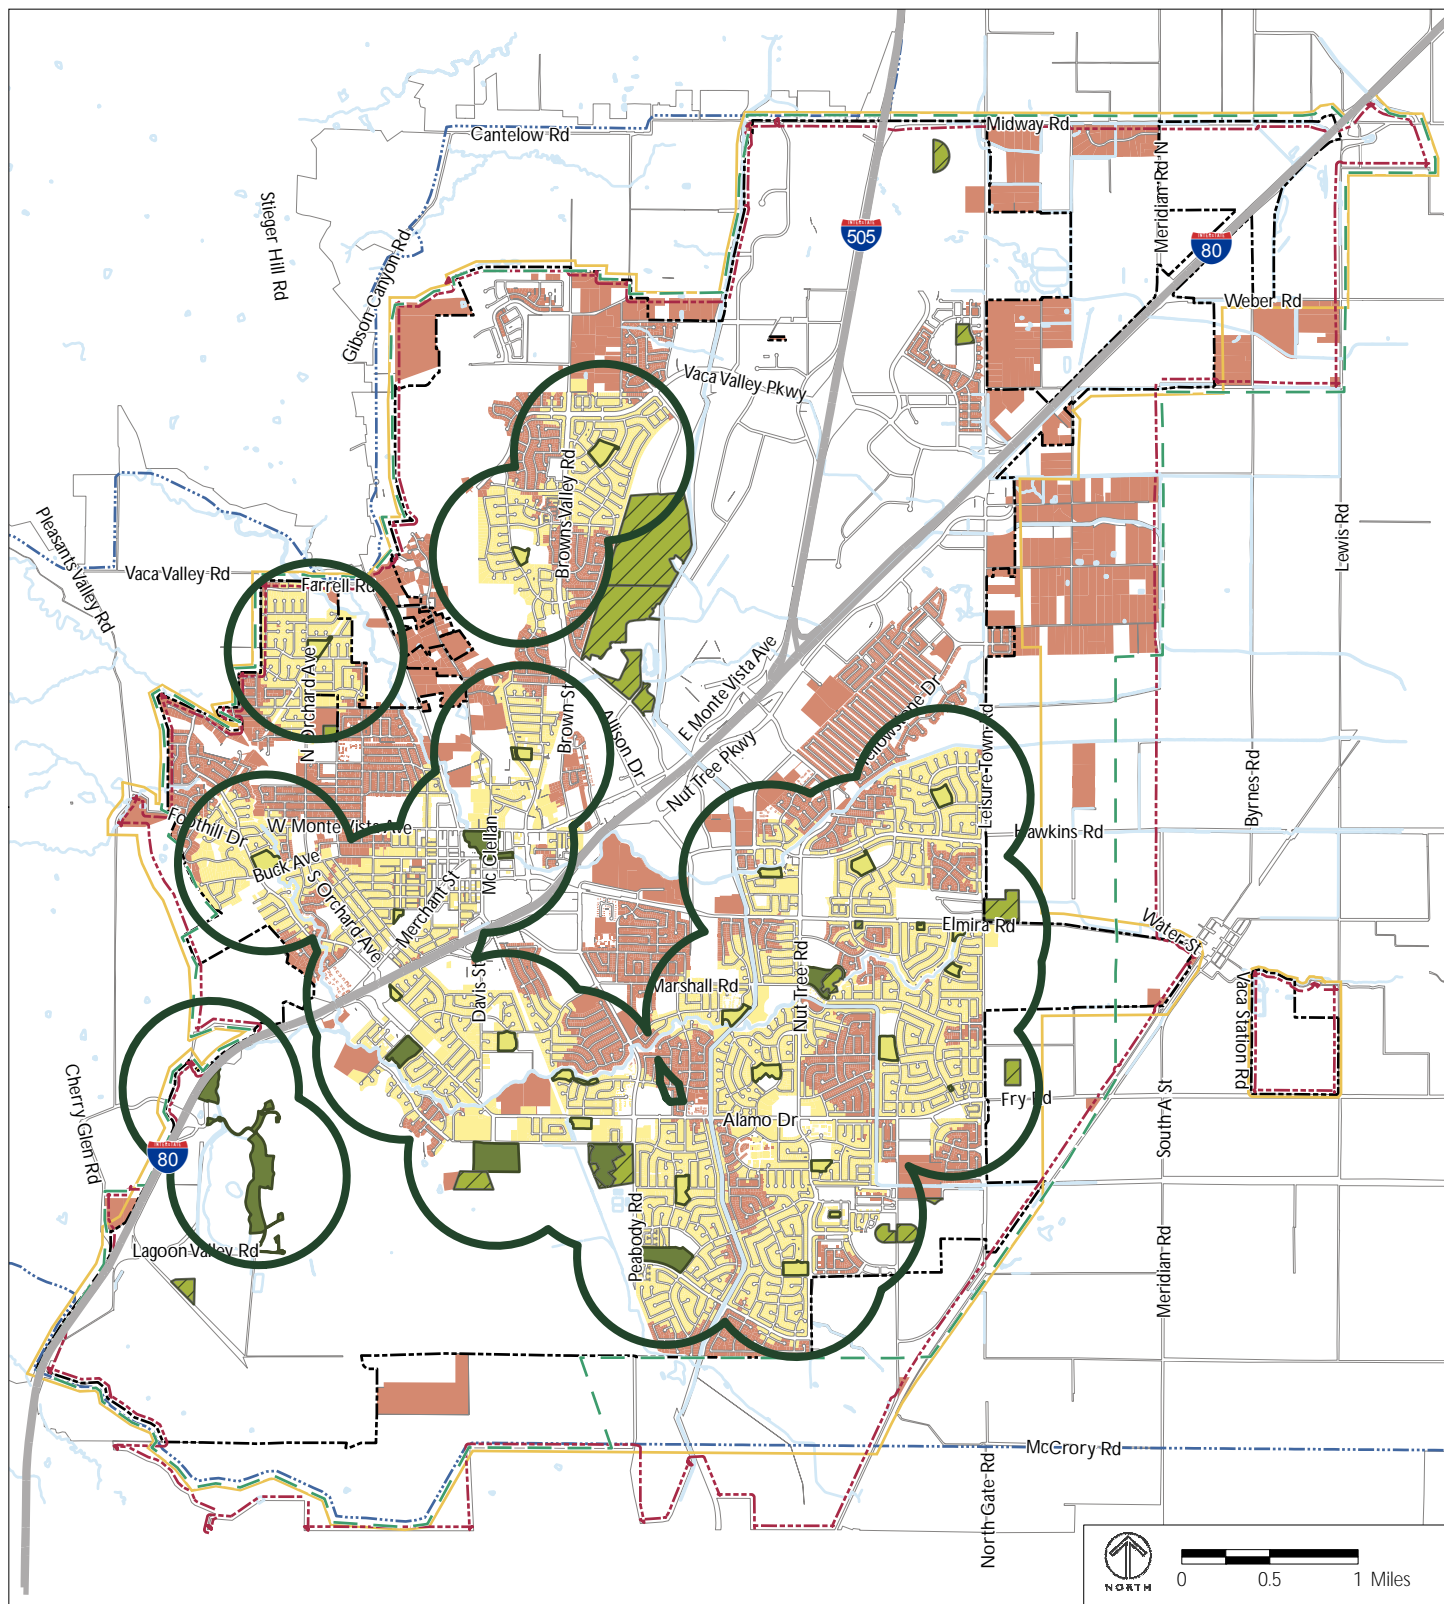 Cantelow Rd
Midway Rd
Meridian Rd N
Stieger Hill Rd
INTERSTATE
505
INTERSTATE
80
Gibson Canyon Rd
Weber Rd
Vaca Valley Pkwy
Browns Valley Rd
Lewis Rd
Pleasants Valley Rd
Vaca Valley Rd
Farrell Rd
N Orchard Ave
Brown St
Allison Dr
E Monte Vista Ave
Nut Tree Pkwy
Yellowstone Dr
Leisure Town Rd
Byrnes Rd
Foothill Dr
W Monte Vista Ave
Hawkins Rd
Buck Ave
Mc Clellan
S Orchard Ave
Merchant St
Elmira Rd
Water St
Davis St
Marshall Rd
Nut Tree Rd
Vaca Station Rd
Cherry Glen Rd
Fry Rd
South A St
Alamo Dr
INTERSTATE
80
Lagoon Valley Rd
Peabody Rd
Meridian Rd
McCrory Rd
North Gate Rd
NORTH
0 0.5 1 Miles